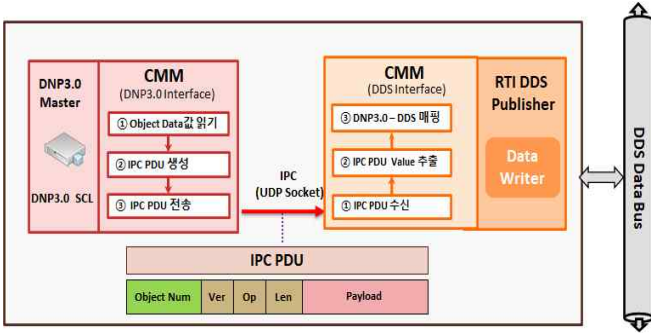 DNP3.0
Master
DNP3.0 SCL
CMM
(DNP3.0 Interface)
① Object Data값 읽기
② IPC PDU 생성
③ IPC PDU 전송
IPC
(UDP Socket)
CMM
(DDS Interface)
③ DNP3.0 – DDS 매핑
② IPC PDU Value 추출
① IPC PDU 수신
RTI DDS
Publisher
Data
Writer
DDS Data Bus
IPC PDU
Object Num Ver Op Len Payload